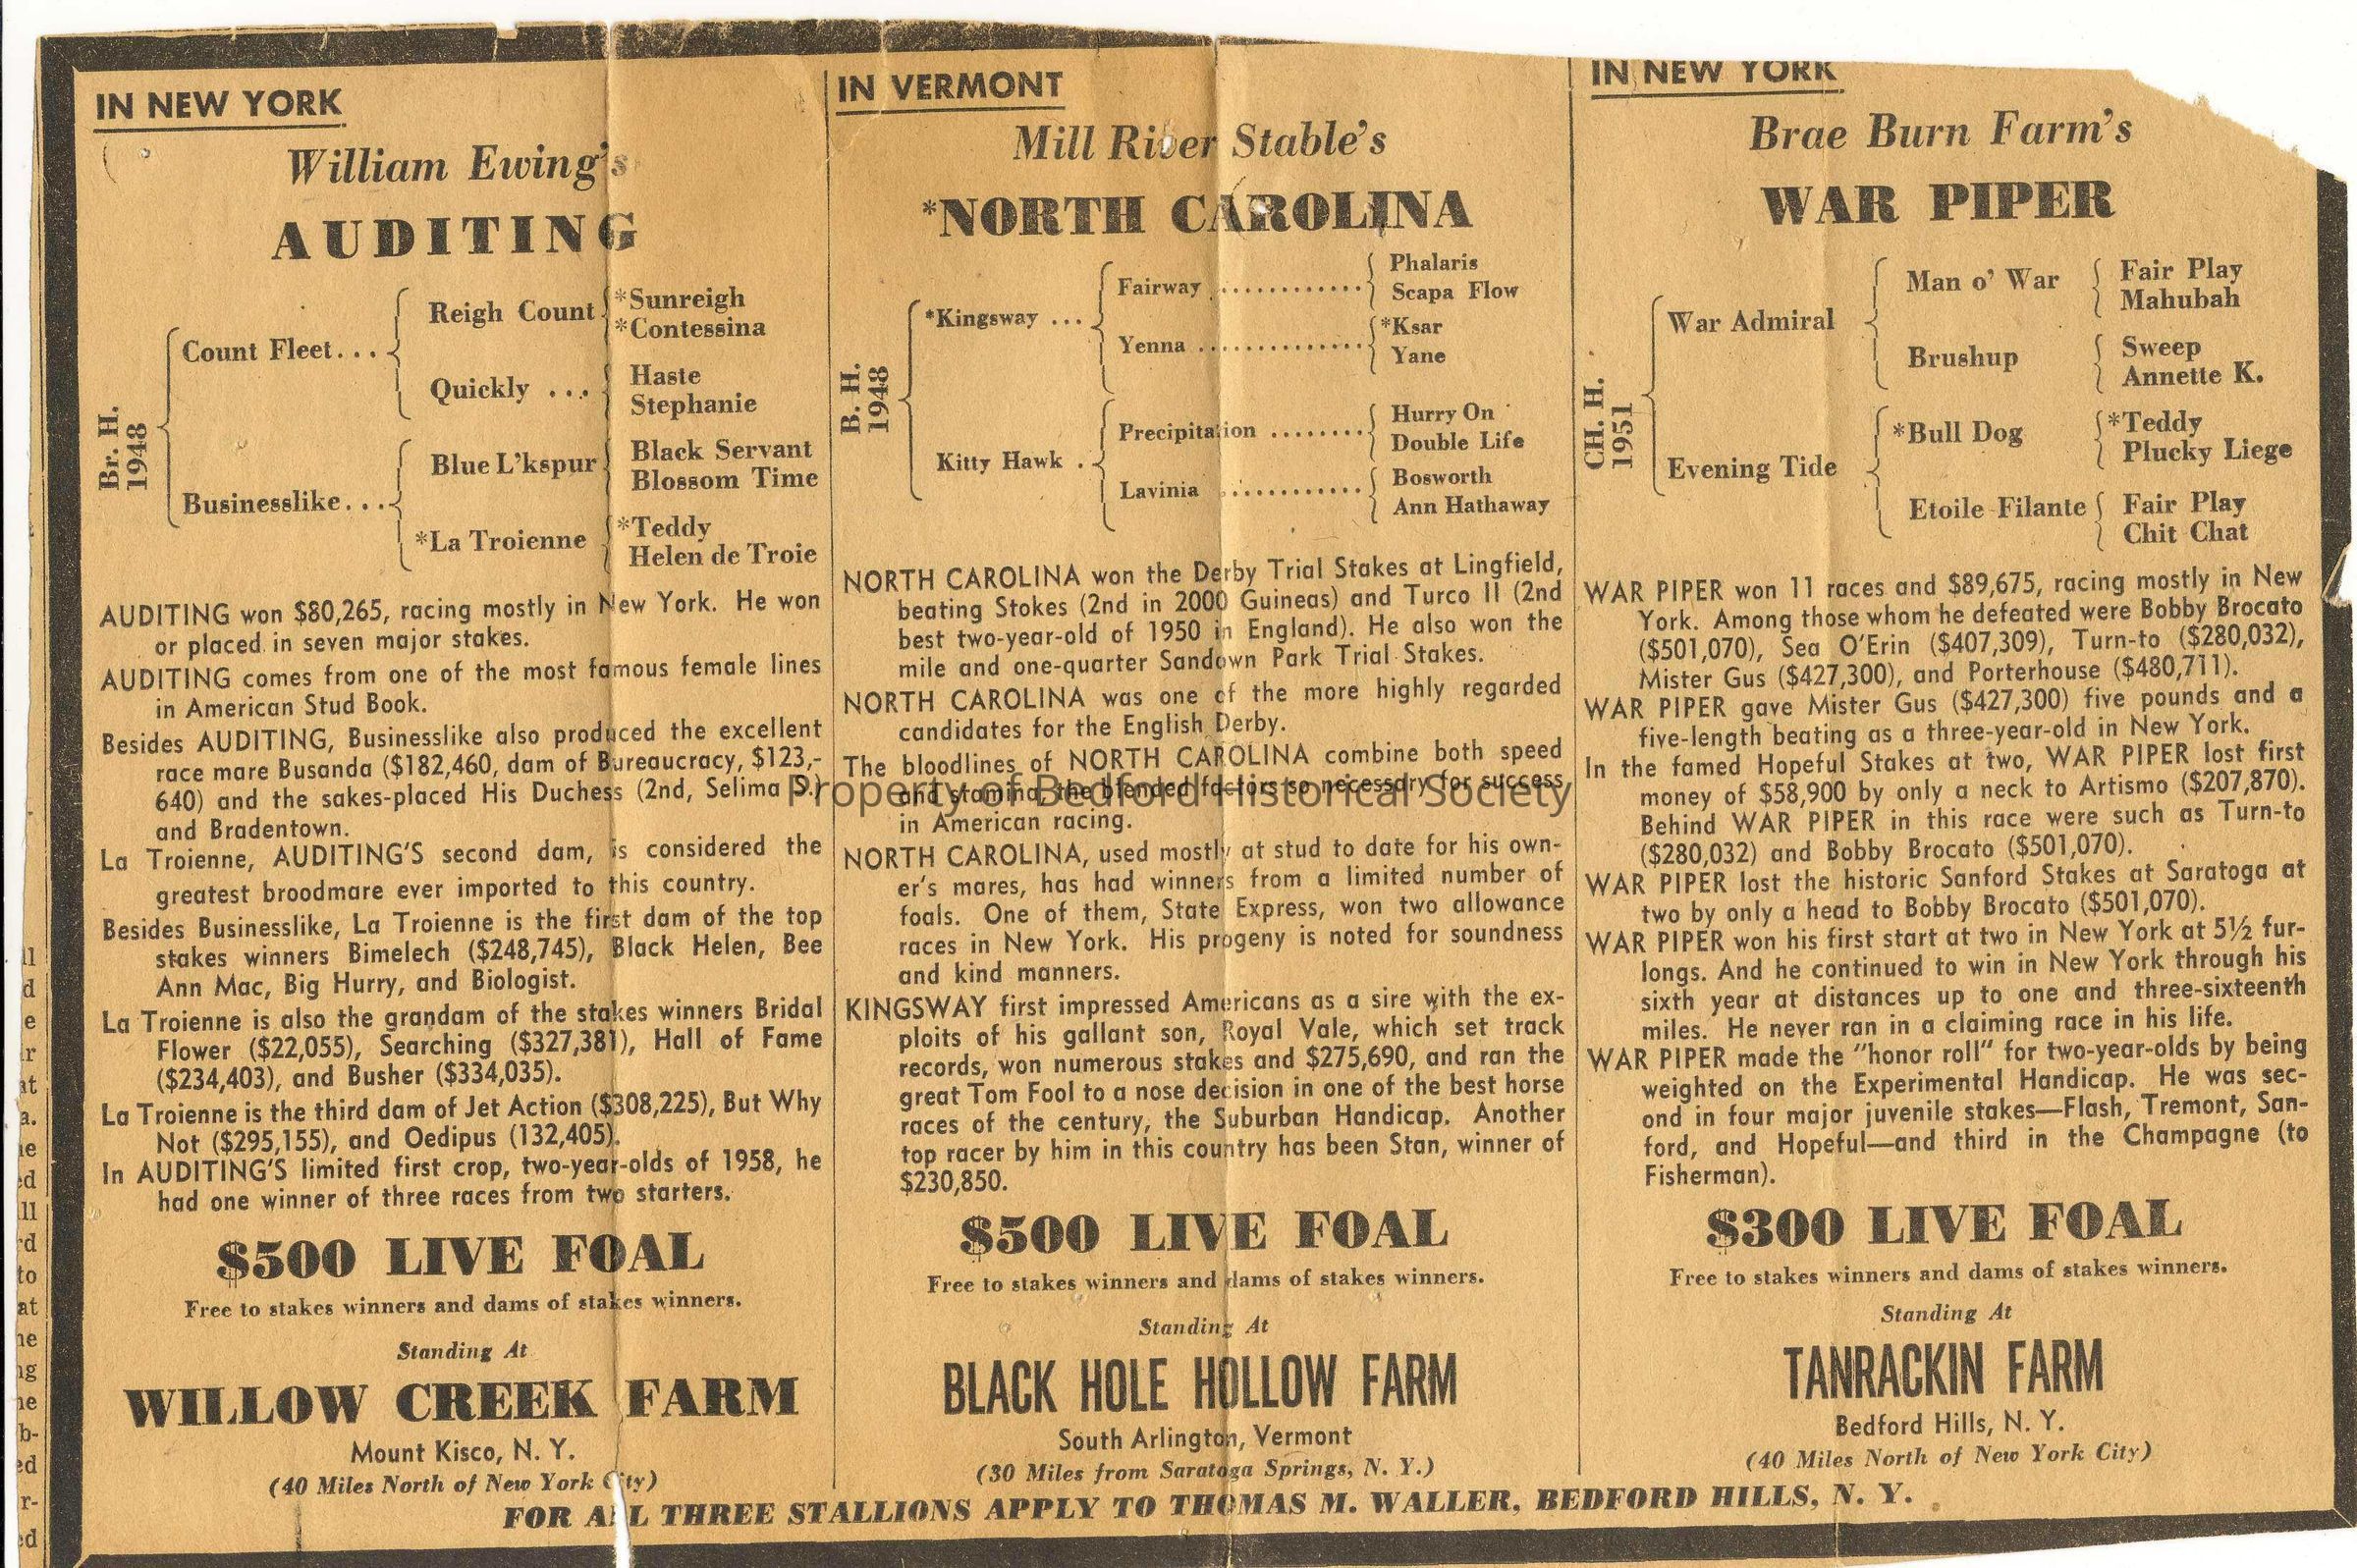 IN NEW YORK
William Ewing's
AUDITING
Br. H.
1948
Count Fleet...
Businesslike...
Reigh Count
Quickly ...
Blue L'kspur
*La Troienne
*Sunreigh
*Contessina
Haste
Stephanie
Black Servant
Blossom Time
*Teddy
Helen de Troie
AUDITING won $80,265, racing mostly in New York. He won
or placed in seven major stakes.
AUDITING comes from one of the most famous female lines
in American Stud Book.
Besides AUDITING, Businesslike also produced the excellent
race mare Busanda ($182,460, dam of Bureaucracy, $123,-
640) and the sakes-placed His Duchess (2nd, Selima S.)
and Bradentown.
La Troienne, AUDITING'S second dam, is considered the
greatest broodmare ever imported to this country.
Besides Businesslike, La Troienne is the first dam of the top
stakes winners Bimelech ($248,745), Black Helen, Bee
Ann Mac, Big Hurry, and Biologist.
La Troienne is also the grandam of the stakes winners Bridal
Flower ($22,055), Searching ($327,381), Hall of Fame
($234,403), and Busher ($334,035).
La Troienne is the third dam of Jet Action ($308,225), But Why
Not ($295,155), and Oedipus (132,405).
In AUDITING'S limited first crop, two-year-olds of 1958, he
had one winner of three races from two starters.
$500 LIVE FOAL
Free to stakes winners and dams of stakes winners.
Standing At
WILLOW CREEK FARM
Mount Kisco, N. Y.
(40 Miles North of New York City)
IN VERMONT
Mill River Stable's
*NORTH CAROLINA
B. H.
1948
*Kingsway ...
Kitty Hawk .
Fairway ............
Yenna ..............
Precipitation ........
Lavinia ............
Phalaris
Scapa Flow
*Ksar
Yane
Hurry On
Double Life
Bosworth
Ann Hathaway
NORTH CAROLINA won the Derby Trial Stakes at Lingfield,
beating Stokes (2nd in 2000 Guineas) and Turco II (2nd
best two-year-old of 1950 in England). He also won the
mile and one-quarter Sandown Park Trial Stakes.
NORTH CAROLINA was one of the more highly regarded
candidates for the English Derby.
The bloodlines of NORTH CAROLINA combine both speed
and stamina, the blended factors so necessary for success
in American racing.
NORTH CAROLINA, used mostly at stud to date for his own-
er's mares, has had winners from a limited number of
foals. One of them, State Express, won two allowance
races in New York. His progeny is noted for soundness
and kind manners.
KINGSWAY first impressed Americans as a sire with the ex-
ploits of his gallant son, Royal Vale, which set track
records, won numerous stakes and $275,690, and ran the
great Tom Fool to a nose decision in one of the best horse
races of the century, the Suburban Handicap. Another
top racer by him in this country has been Stan, winner of
$230,850.
$500 LIVE FOAL
Free to stakes winners and dams of stakes winners.
Standing At
BLACK HOLE HOLLOW FARM
South Arlington, Vermont
(30 Miles from Saratoga Springs, N. Y.)
IN NEW YORK
Brae Burn Farm's
WAR PIPER
CH. H.
1951
War Admiral
Evening Tide
Man o' War
Brushup
*Bull Dog
Etoile Filante
Fair Play
Mahubah
Sweep
Annette K.
*Teddy
Plucky Liege
Fair Play
Chit Chat
WAR PIPER won 11 races and $89,675, racing mostly in New
York. Among those whom he defeated were Bobby Brocato
($501,070), Sea O'Erin ($407,309), Turn-to ($280,032),
Mister Gus ($427,300), and Porterhouse ($480,711).
WAR PIPER gave Mister Gus ($427,300) five pounds and a
five-length beating as a three-year-old in New York.
In the famed Hopeful Stakes at two, WAR PIPER lost first
money of $58,900 by only a neck to Artismo ($207,870).
Behind WAR PIPER in this race were such as Turn-to
($280,032) and Bobby Brocato ($501,070).
WAR PIPER lost the historic Sanford Stakes at Saratoga at
two by only a head to Bobby Brocato ($501,070).
WAR PIPER won his first start at two in New York at 5½ fur-
longs. And he continued to win in New York through his
sixth year at distances up to one and three-sixteenth
miles. He never ran in a claiming race in his life.
WAR PIPER made the "honor roll" for two-year-olds by being
weighted on the Experimental Handicap. He was sec-
ond in four major juvenile stakes—Flash, Tremont, San-
ford, and Hopeful—and third in the Champagne (to
Fisherman).
$300 LIVE FOAL
Free to stakes winners and dams of stakes winners.
Standing At
TANRACKIN FARM
Bedford Hills, N. Y.
(40 Miles North of New York City)
FOR ALL THREE STALLIONS APPLY TO THOMAS M. WALLER, BEDFORD HILLS, N. Y.
Property of Bedford Historical Society